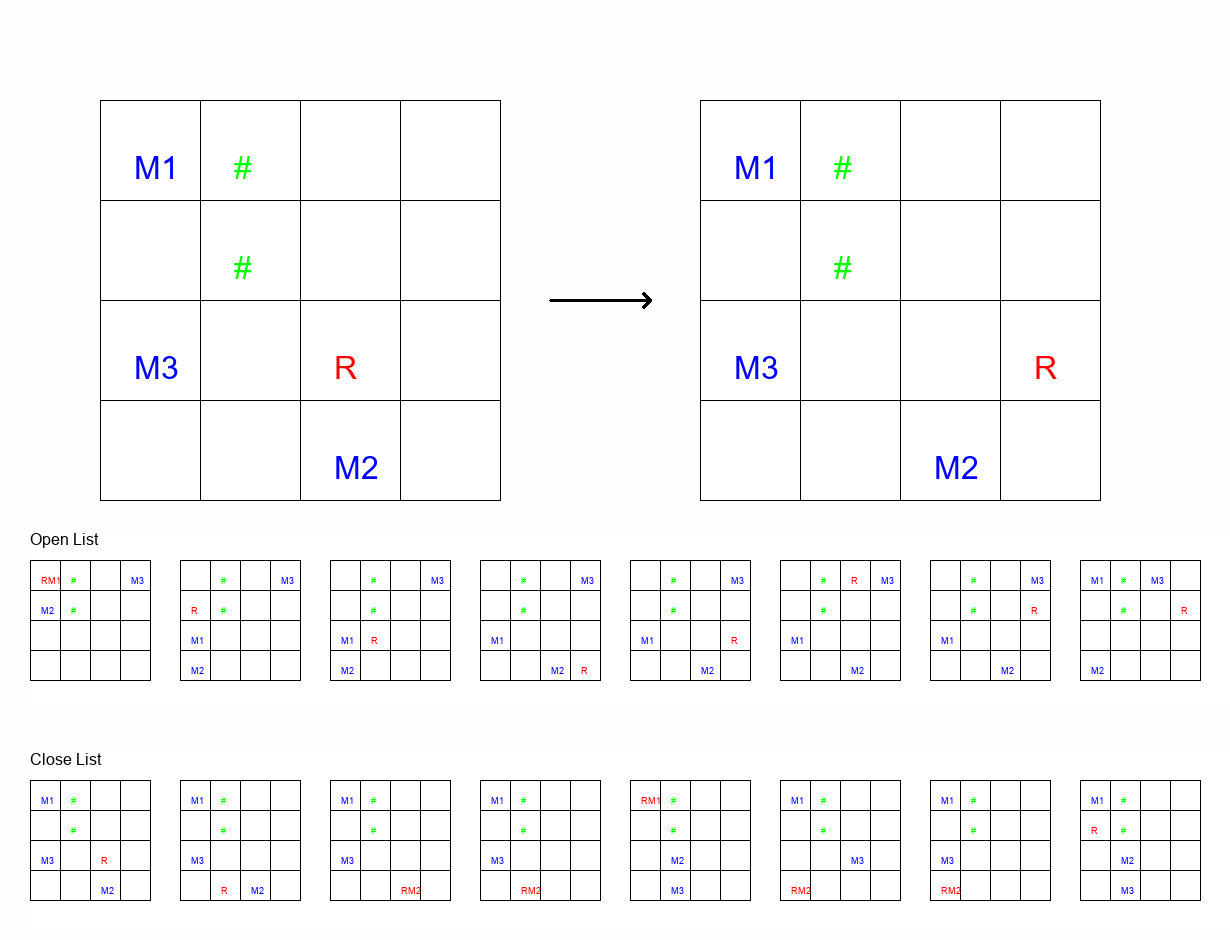 M1 # M1 #
# #
M3 R M3 R
M2 M2
Open List
RM1 # M3 # M3 # M3 # M3 # M3 # R M3 # M3 M1 # M3
M2 # R # # # # # # R # R
M1 M1 R M1 M1 R M1 M1
M2 M2 M2 R M2 M2 M2 M2
Close List
M1 # M1 # M1 # M1 # RM1 # M1 # M1 # M1 #
# # # # # # # R #
M3 R M3 M3 M3 M2 M3 M3 M2
M2 R M2 RM2 RM2 M3 RM2 RM2 M3